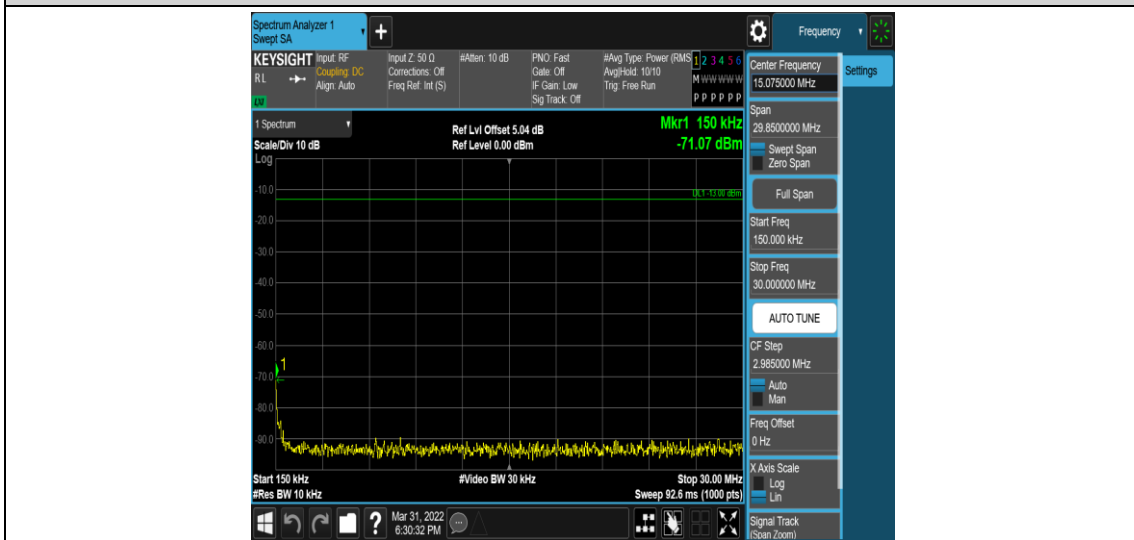 Spectrum Analyzer 1
Swept SA
Frequency
KEYSIGHT
RL
LXI
Input: RF
Coupling: DC
Align: Auto
Input Z: 50 Ω
Corrections: Off
Freq Ref: Int (S)
#Atten: 10 dB
PNO: Fast
Gate: Off
IF Gain: Low
Sig Track: Off
#Avg Type: Power (RMS
Avg|Hold: 10/10
Trig: Free Run
1 2 3 4 5 6
M W W W W W
P P P P P P
1 Spectrum
Scale/Div 10 dB
Log
Ref Lvl Offset 5.04 dB
Ref Level 0.00 dBm
Mkr1 150 kHz
-71.07 dBm
DL1 -13.00 dBm
-10.0
-20.0
-30.0
-40.0
-50.0
-60.0
1
-70.0
-80.0
-90.0
Start 150 kHz
#Res BW 10 kHz
#Video BW 30 kHz
Stop 30.00 MHz
Sweep 92.6 ms (1000 pts)
Mar 31, 2022
6:30:32 PM
Center Frequency
15.075000 MHz
Settings
Span
29.8500000 MHz
Swept Span
Zero Span
Full Span
Start Freq
150.000 kHz
Stop Freq
30.000000 MHz
AUTO TUNE
CF Step
2.985000 MHz
Auto
Man
Freq Offset
0 Hz
X Axis Scale
Log
Lin
Signal Track
(Span Zoom)